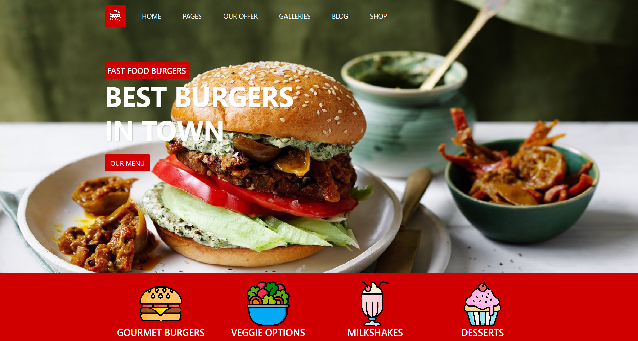 HOME PAGES OUR OFFER GALLERIES BLOG SHOP
FAST FOOD BURGERS
BEST BURGERS
IN TOWN
OUR MENU
GOURMET BURGERS VEGGIE OPTIONS MILKSHAKES DESSERTS